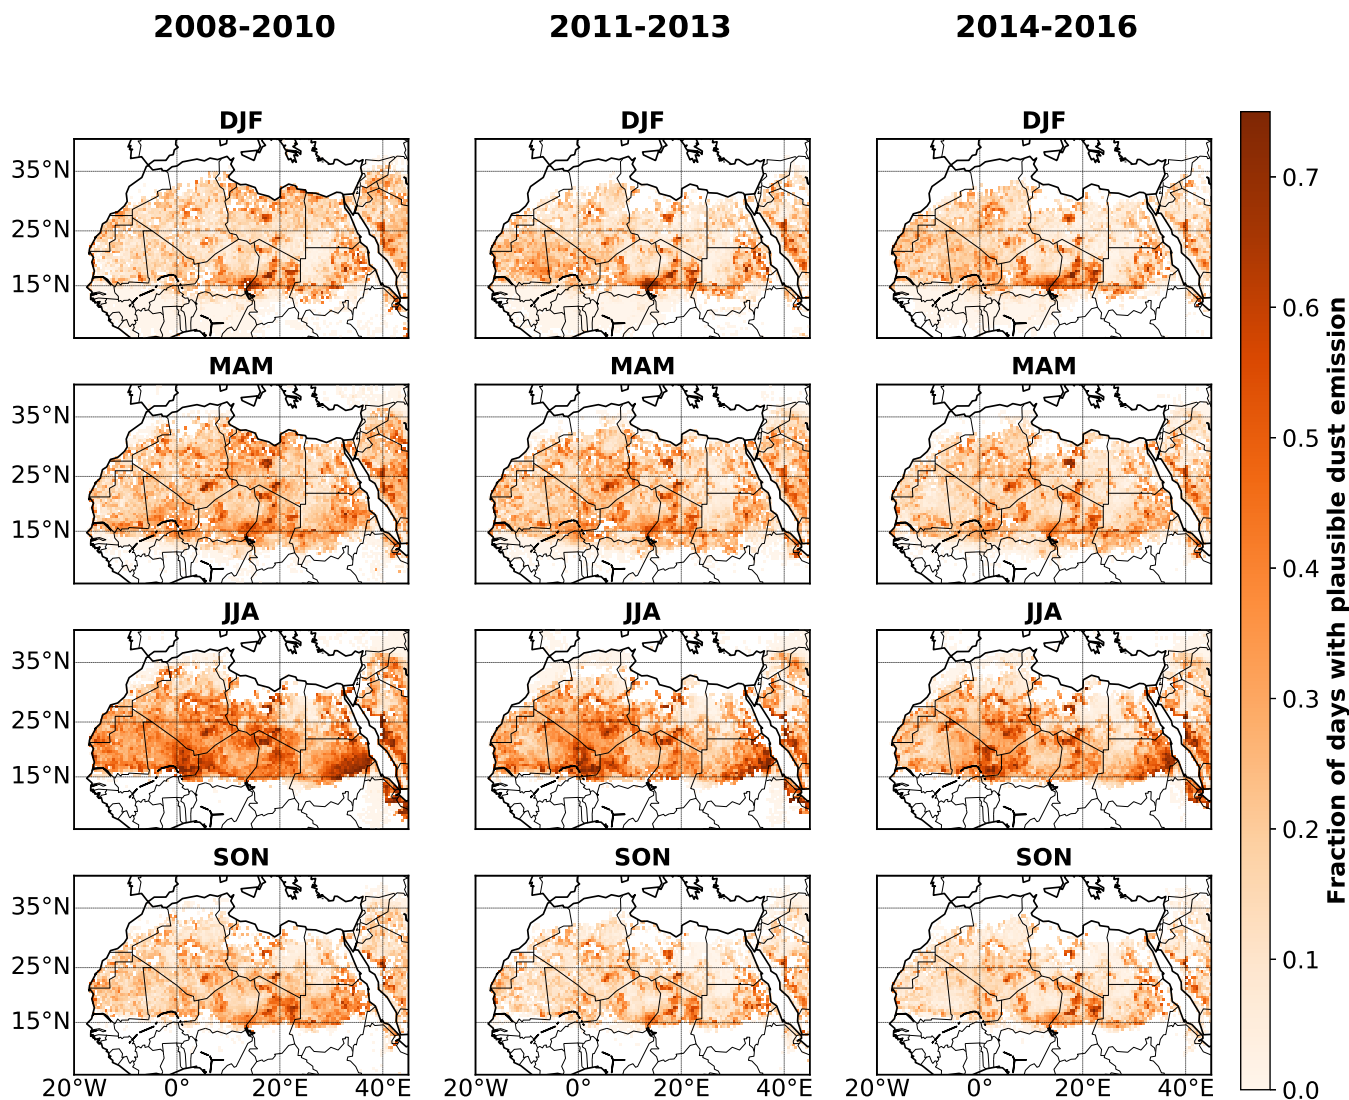 2008-2010 2011-2013 2014-2016
DJF DJF DJF
35°N
25°N
15°N
MAM MAM MAM
35°N
25°N
15°N
JJA JJA JJA
35°N
25°N
15°N
SON SON SON
35°N
25°N
15°N
20°W 0° 20°E 40°E 20°W 0° 20°E 40°E 20°W 0° 20°E 40°E
0.7
0.6
0.5
0.4
0.3
0.2
0.1
0.0
Fraction of days with plausible dust emission